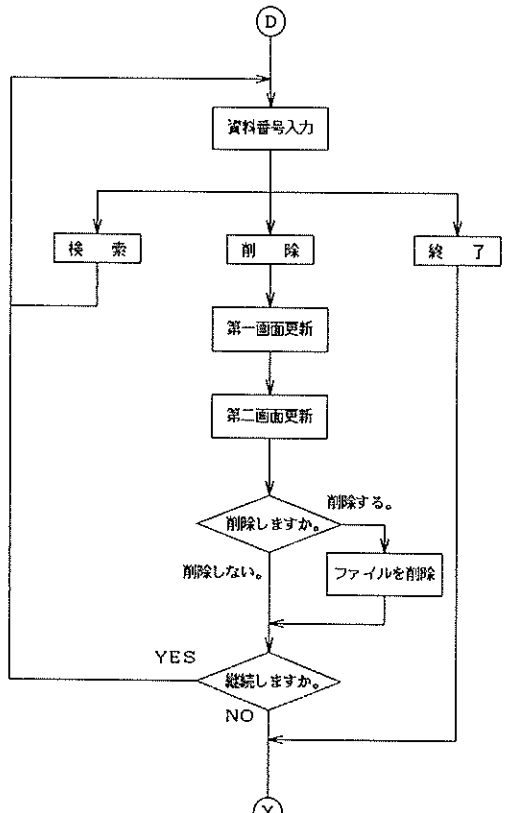 D
資料番号入力
検 索
削 除
終 了
第一画面更新
第二画面更新
削除する。
削除しますか。
削除しない。
ファイルを削除
YES
継続しますか。
NO
Y